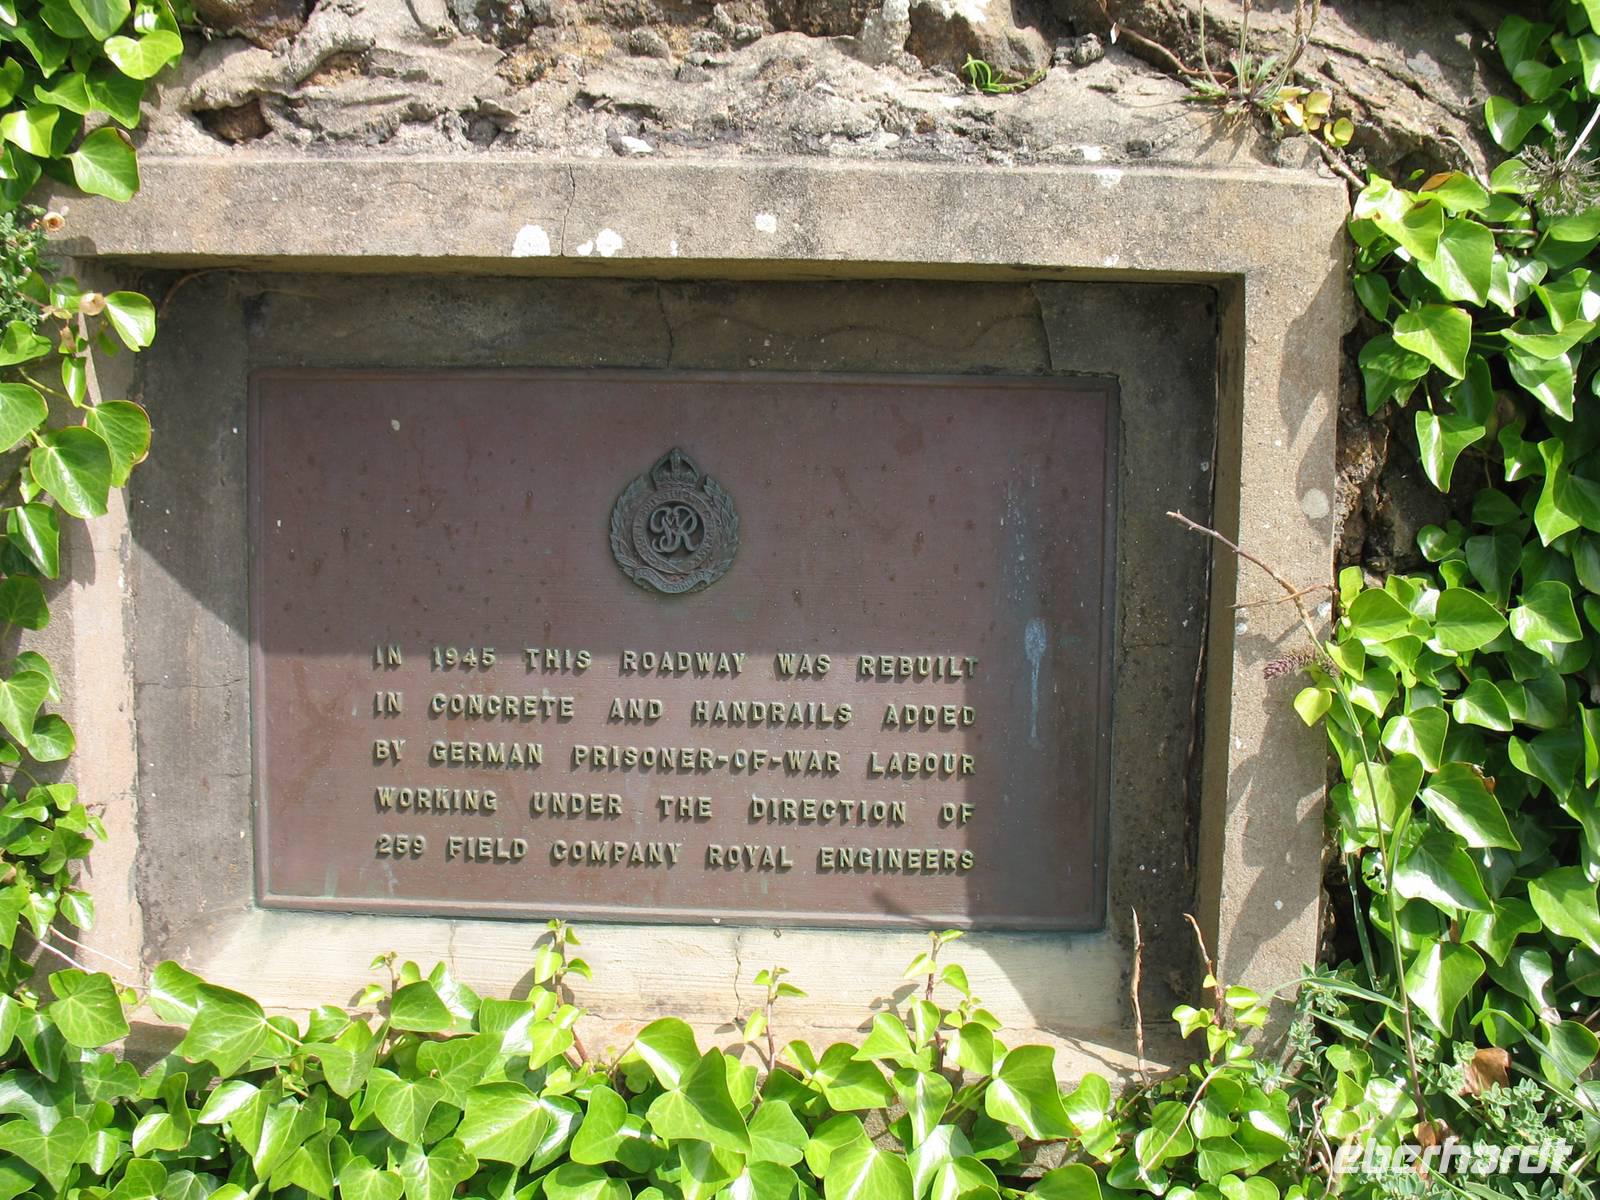 IN 1945 THIS ROADWAY WAS REBUILT
IN CONCRETE AND HANDRAILS ADDED
BY GERMAN PRISONER-OF-WAR LABOUR
WORKING UNDER THE DIRECTION OF
259 FIELD COMPANY ROYAL ENGINEERS
eberhardt